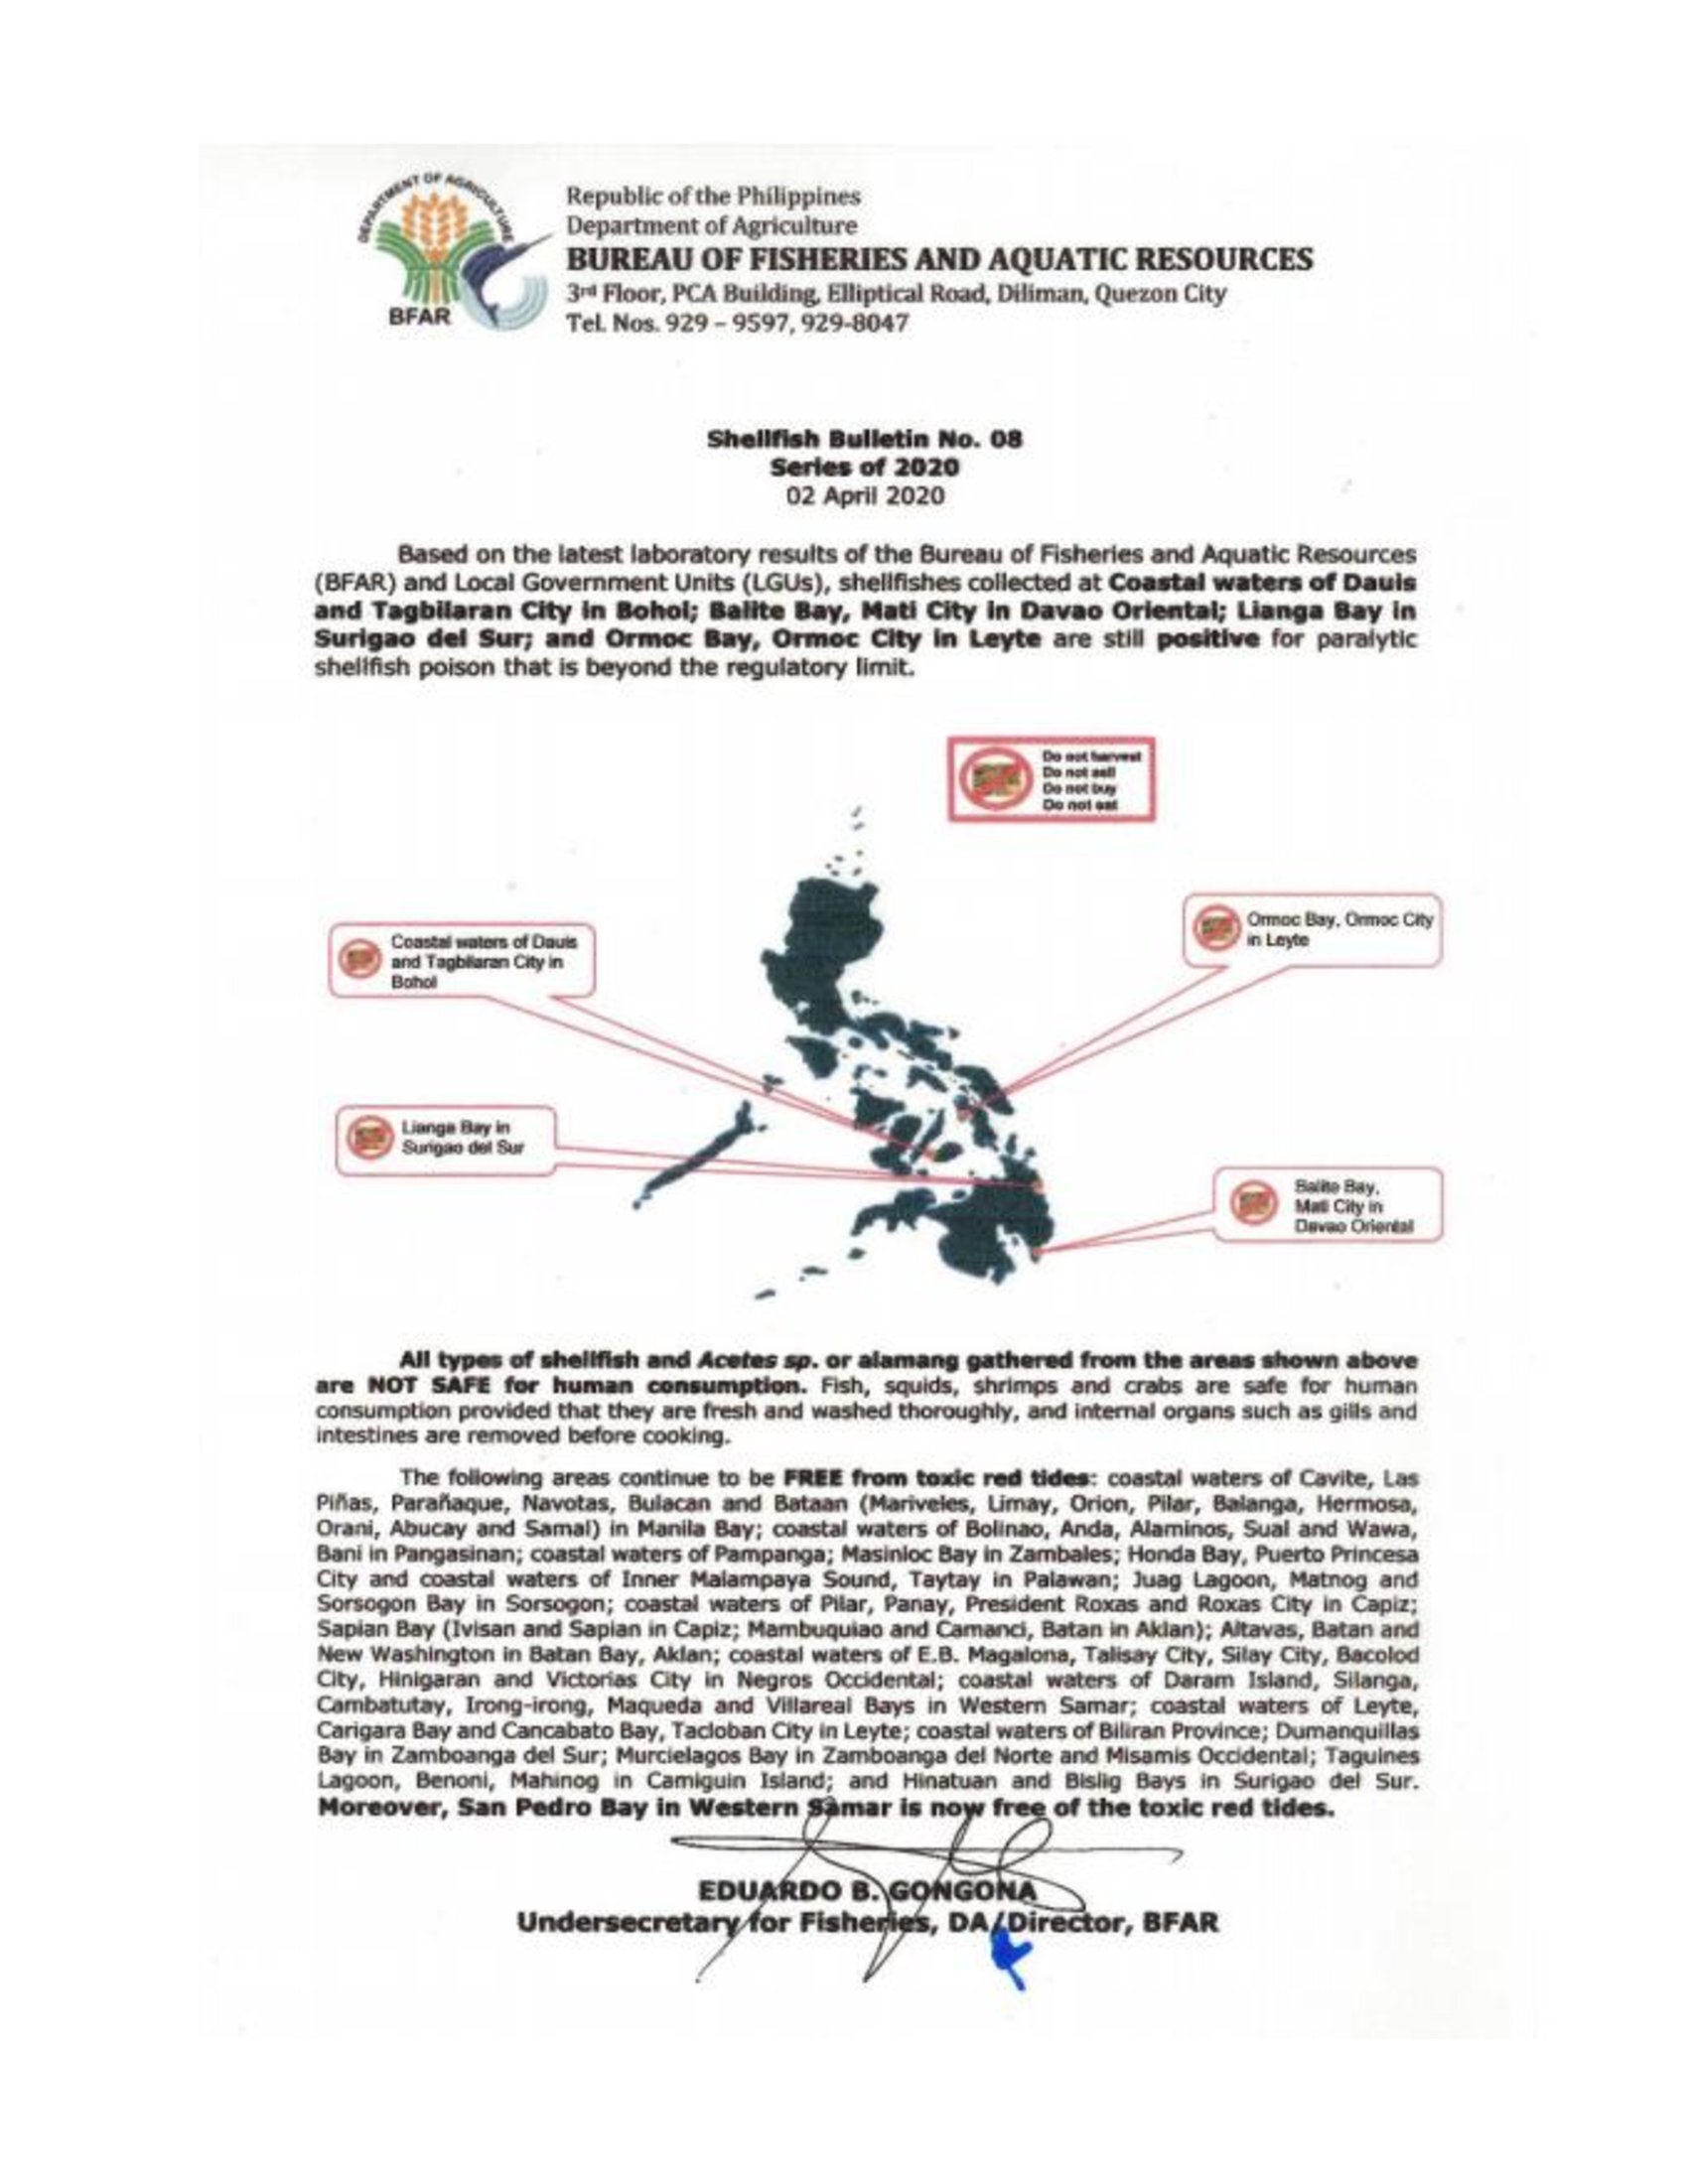 DEPARTMENT OF AGRICULTURE
BFAR
Republic of the Philippines
Department of Agriculture
BUREAU OF FISHERIES AND AQUATIC RESOURCES
3rd Floor, PCA Building, Elliptical Road, Diliman, Quezon City
Tel. Nos. 929 – 9597, 929-8047
Shellfish Bulletin No. 08
Series of 2020
02 April 2020
Based on the latest laboratory results of the Bureau of Fisheries and Aquatic Resources
(BFAR) and Local Government Units (LGUs), shellfishes collected at Coastal waters of Dauis
and Tagbilaran City in Bohol; Balite Bay, Mati City in Davao Oriental; Lianga Bay in
Surigao del Sur; and Ormoc Bay, Ormoc City in Leyte are still positive for paralytic
shellfish poison that is beyond the regulatory limit.
Do not harvest
Do not sell
Do not buy
Do not eat
Coastal waters of Dauis
and Tagbilaran City in
Bohol
Ormoc Bay, Ormoc City
in Leyte
Lianga Bay in
Surigao del Sur
Balite Bay,
Mati City in
Davao Oriental
All types of shellfish and Acetes sp. or alamang gathered from the areas shown above
are NOT SAFE for human consumption. Fish, squids, shrimps and crabs are safe for human
consumption provided that they are fresh and washed thoroughly, and internal organs such as gills and
intestines are removed before cooking.
The following areas continue to be FREE from toxic red tides: coastal waters of Cavite, Las
Piñas, Parañaque, Navotas, Bulacan and Bataan (Mariveles, Limay, Orion, Pilar, Balanga, Hermosa,
Orani, Abucay and Samal) in Manila Bay; coastal waters of Bolinao, Anda, Alaminos, Sual and Wawa,
Bani in Pangasinan; coastal waters of Pampanga; Masinloc Bay in Zambales; Honda Bay, Puerto Princesa
City and coastal waters of Inner Malampaya Sound, Taytay in Palawan; Juag Lagoon, Matnog and
Sorsogon Bay in Sorsogon; coastal waters of Pilar, Panay, President Roxas and Roxas City in Capiz;
Sapian Bay (Ivisan and Sapian in Capiz; Mambuquiao and Camanci, Batan in Aklan); Altavas, Batan and
New Washington in Batan Bay, Aklan; coastal waters of E.B. Magalona, Talisay City, Silay City, Bacolod
City, Hinigaran and Victorias City in Negros Occidental; coastal waters of Daram Island, Silanga,
Cambatutay, Irong-irong, Maqueda and Villareal Bays in Western Samar; coastal waters of Leyte,
Carigara Bay and Cancabato Bay, Tacloban City in Leyte; coastal waters of Biliran Province; Dumanquillas
Bay in Zamboanga del Sur; Murcielagos Bay in Zamboanga del Norte and Misamis Occidental; Taguines
Lagoon, Benoni, Mahinog in Camiguin Island; and Hinatuan and Bislig Bays in Surigao del Sur.
Moreover, San Pedro Bay in Western Samar is now free of the toxic red tides.
EDUARDO B. GONGONA
Undersecretary for Fisheries, DA/Director, BFAR